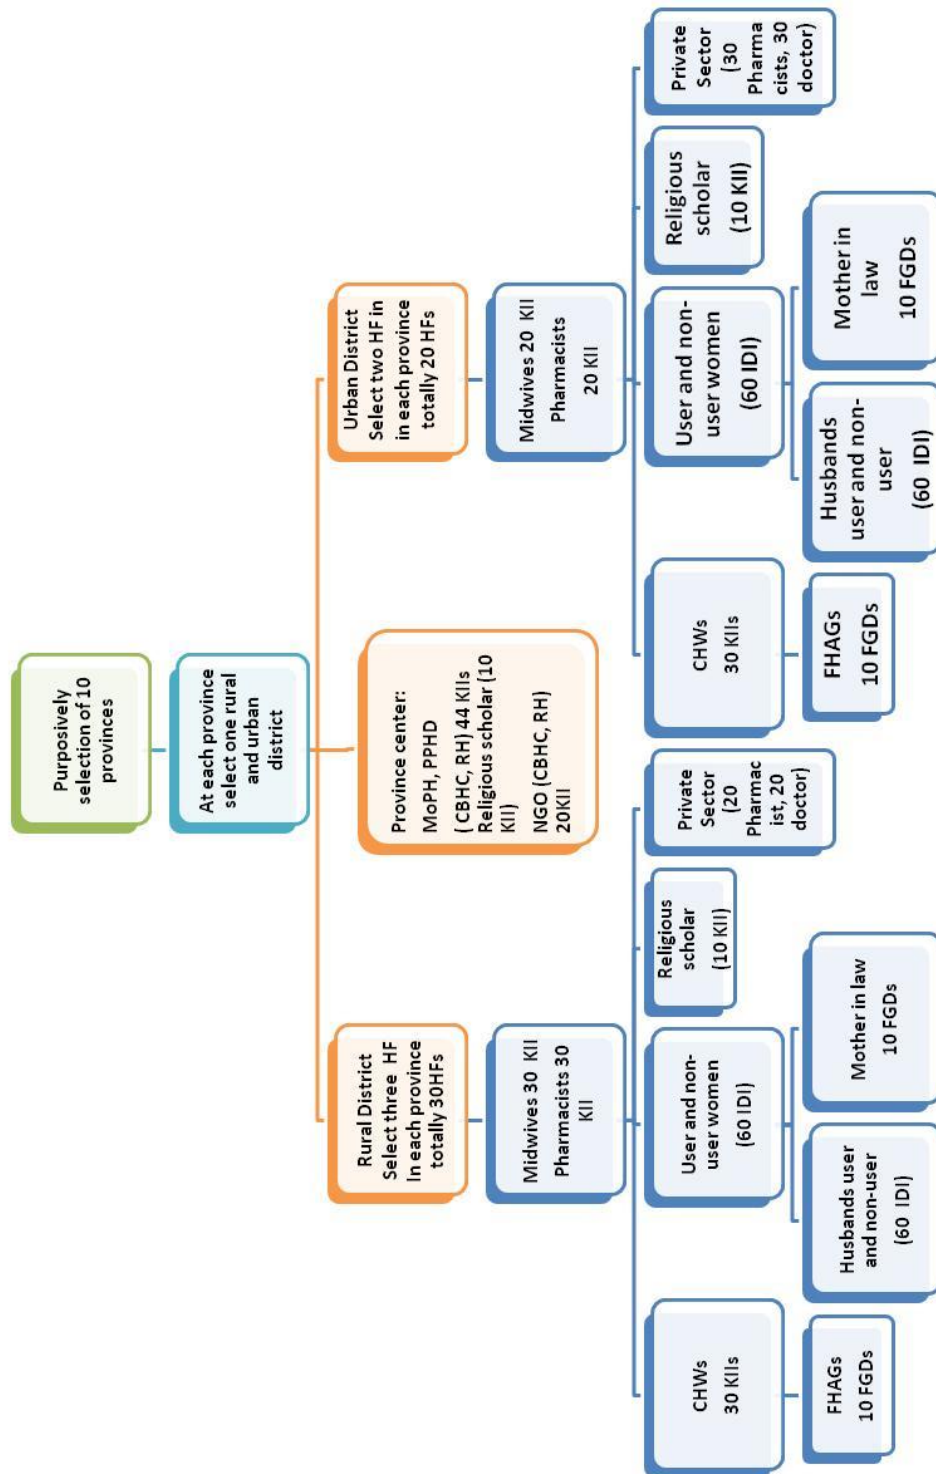 Purposively
selection of 10
provinces
At each province
select one rural
and urban
district
Rural District
Select three HF
In each province
totally 30HFs
Province center:
MoPH, PPHD
( CBHC, RH) 44 KIIs
Religious scholar (10
KII)
NGO (CBHC, RH)
20KII
Urban District
Select two HF in
in each province
totally 20 HFs
Midwives 30 KII
Pharmacists 30
KII
Midwives 20 KII
Pharmacists
20 KII
CHWs
30 KIIs
User and non-
user women
(60 IDI)
Religious
scholar
(10 KII)
Private
Sector (20
Pharmac
ist, 20
doctor)
CHWs
30 KIIs
User and non-
user women
(60 IDI)
Religious
scholar
(10 KII)
Private
Sector
(30
Pharma
cists, 30
doctor)
FHAGs
10 FGDs
Husbands user
and non-user
(60 IDI)
Mother in law
10 FGDs
FHAGs
10 FGDs
Husbands
user and non-
user
(60 IDI)
Mother in
law
10 FGDs